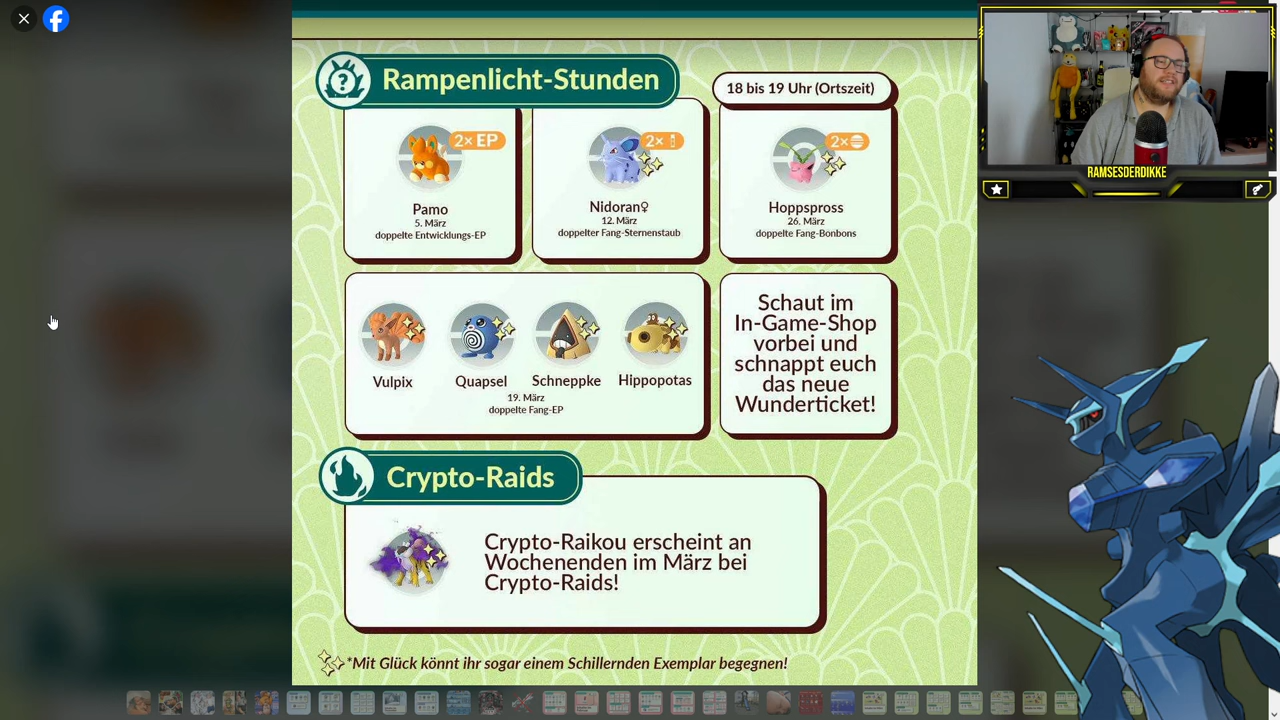 Rampenlicht-Stunden
18 bis 19 Uhr (Ortszeit)
2× EP
Pamo
5. März
doppelte Entwicklungs-EP
2×
Nidoran♀
12. März
doppelter Fang-Sternenstaub
2×
Hoppspross
26. März
doppelte Fang-Bonbons
Vulpix
Quapsel
Schneppke
Hippopotas
19. März
doppelte Fang-EP
Schaut im
In-Game-Shop
vorbei und
schnappt euch
das neue
Wunderticket!
Crypto-Raids
Crypto-Raikou erscheint an
Wochenenden im März bei
Crypto-Raids!
*Mit Glück könnt ihr sogar einem Schillernden Exemplar begegnen!
RAMSESDERDIKKE